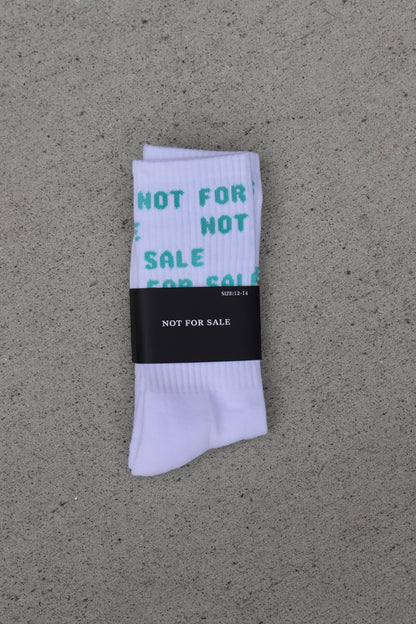 NOT FOR
NOT
SALE
FOR SALE
SIZE:12-14
NOT FOR SALE